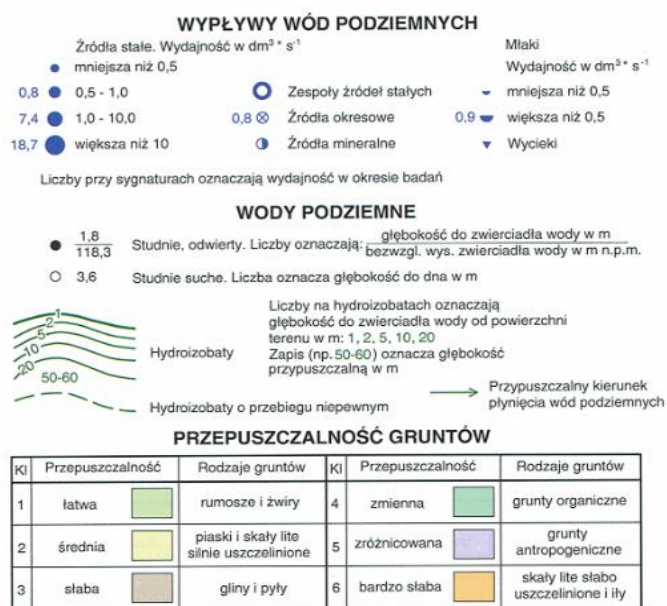 WYPŁYWY WÓD PODZIEMNYCH
Źródła stałe. Wydajność w dm³ * s⁻¹
mniejsza niż 0,5
0,8 0,5 - 1,0
7,4 1,0 - 10,0
18,7 większa niż 10
Zespoły źródeł stałych
0,8 Źródła okresowe
Źródła mineralne
Młaki
Wydajność w dm³ * s⁻¹
mniejsza niż 0,5
0,9 większa niż 0,5
Wycieki
Liczby przy sygnaturach oznaczają wydajność w okresie badań
WODY PODZIEMNE
1,8
118,3
Studnie, odwierty. Liczby oznaczają:
głębokość do zwierciadła wody w m
bezwzgl. wys. zwierciadła wody w m n.p.m.
3,6 Studnie suche. Liczba oznacza głębokość do dna w m
1
2
5
10
20
50-60
Hydroizobaty
Liczby na hydroizobatach oznaczają
głębokość do zwierciadła wody od powierzchni
terenu w m: 1, 2, 5, 10, 20
Zapis (np. 50-60) oznacza głębokość
przypuszczalną w m
Hydroizobaty o przebiegu niepewnym
Przypuszczalny kierunek
płynięcia wód podziemnych
PRZEPUSZCZALNOŚĆ GRUNTÓW
Kl Przepuszczalność Rodzaje gruntów Kl Przepuszczalność Rodzaje gruntów
1 łatwa rumosze i żwiry 4 zmienna grunty organiczne
2 średnia piaski i skały lite
silnie uszczelinione
5 zróżnicowana grunty
antropogeniczne
3 słaba gliny i pyły 6 bardzo słaba skały lite słabo
uszczelinione i iły